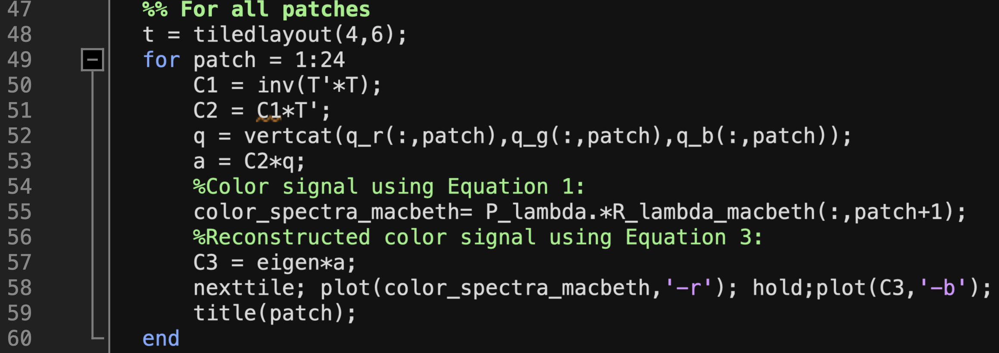 47 %% For all patches
48 t = tiledlayout(4,6);
49 for patch = 1:24
50 C1 = inv(T'*T);
51 C2 = C1*T';
52 q = vertcat(q_r(:,patch),q_g(:,patch),q_b(:,patch));
53 a = C2*q;
54 %Color signal using Equation 1:
55 color_spectra_macbeth= P_lambda.*R_lambda_macbeth(:,patch+1);
56 %Reconstructed color signal using Equation 3:
57 C3 = eigen*a;
58 nexttile; plot(color_spectra_macbeth,'-r'); hold;plot(C3,'-b');
59 title(patch);
60 end